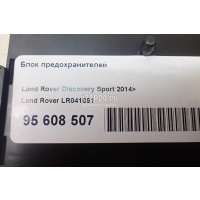 Блок предохранителей
Land Rover Discovery Sport 2014>
Land Rover LR041091
95 608 507